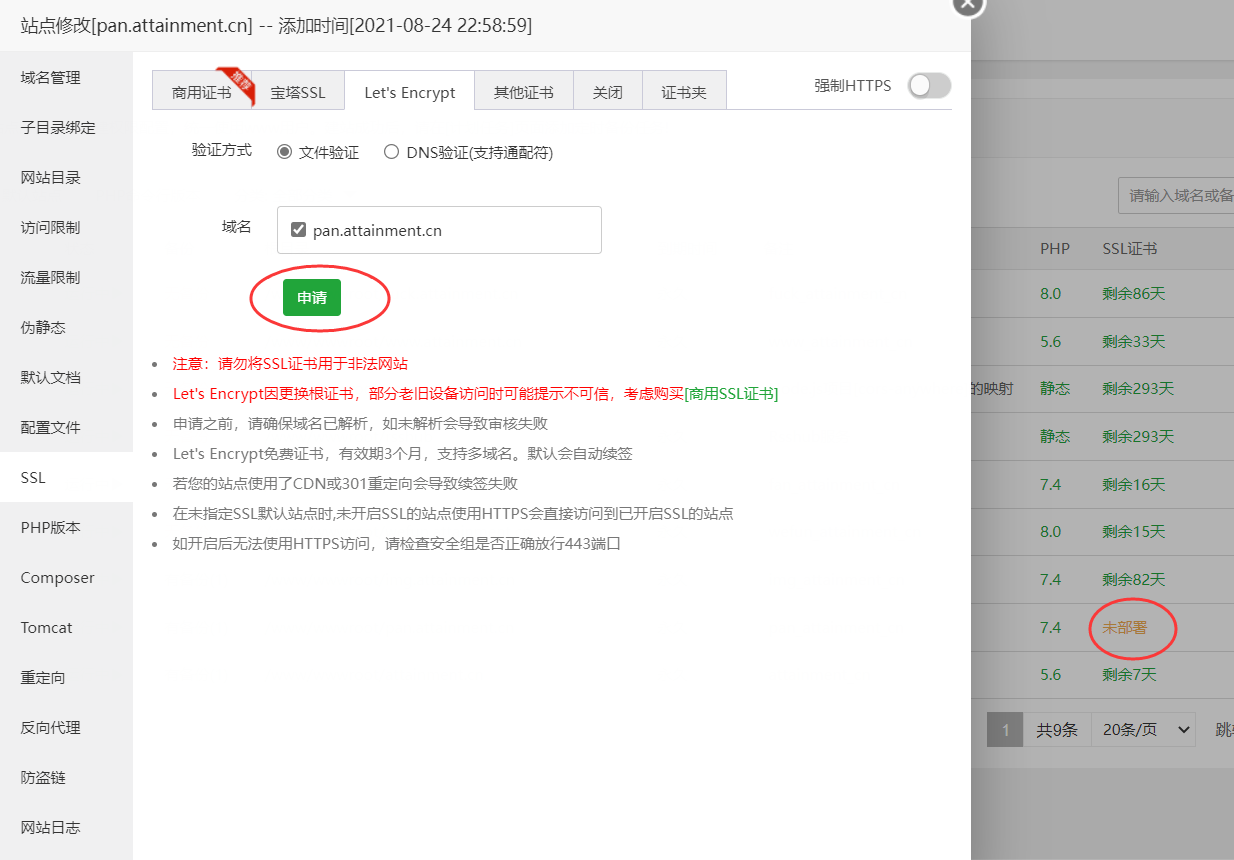 站点修改[pan.attainment.cn] -- 添加时间[2021-08-24 22:58:59]
域名管理
子目录绑定
网站目录
访问限制
流量限制
伪静态
默认文档
配置文件
SSL
PHP版本
Composer
Tomcat
重定向
反向代理
防盗链
网站日志
商用证书 推荐 宝塔SSL Let's Encrypt 其他证书 关闭 证书夹 强制HTTPS
验证方式 文件验证 DNS验证(支持通配符)
域名 pan.attainment.cn
申请
注意：请勿将SSL证书用于非法网站
Let's Encrypt因更换根证书，部分老旧设备访问时可能提示不可信，考虑购买[商用SSL证书]
申请之前，请确保域名已解析，如未解析会导致审核失败
Let's Encrypt免费证书，有效期3个月，支持多域名。默认会自动续签
若您的站点使用了CDN或301重定向会导致续签失败
在未指定SSL默认站点时,未开启SSL的站点使用HTTPS会直接访问到已开启SSL的站点
如开启后无法使用HTTPS访问，请检查安全组是否正确放行443端口
请输入域名或备
PHP SSL证书
8.0 剩余86天
5.6 剩余33天
的映射 静态 剩余293天
静态 剩余293天
7.4 剩余16天
8.0 剩余15天
7.4 剩余82天
7.4 未部署
5.6 剩余7天
1 共9条 20条/页